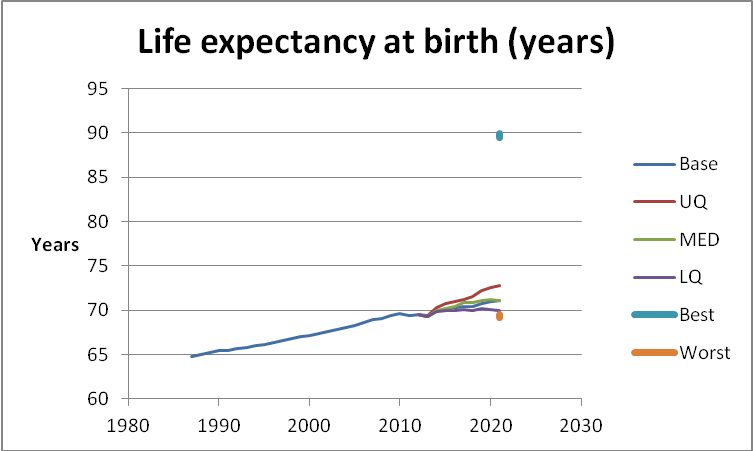 Life expectancy at birth (years)
95
90
85
80
75
70
65
60
Years
1980
1990
2000
2010
2020
2030
Base
UQ
MED
LQ
Best
Worst